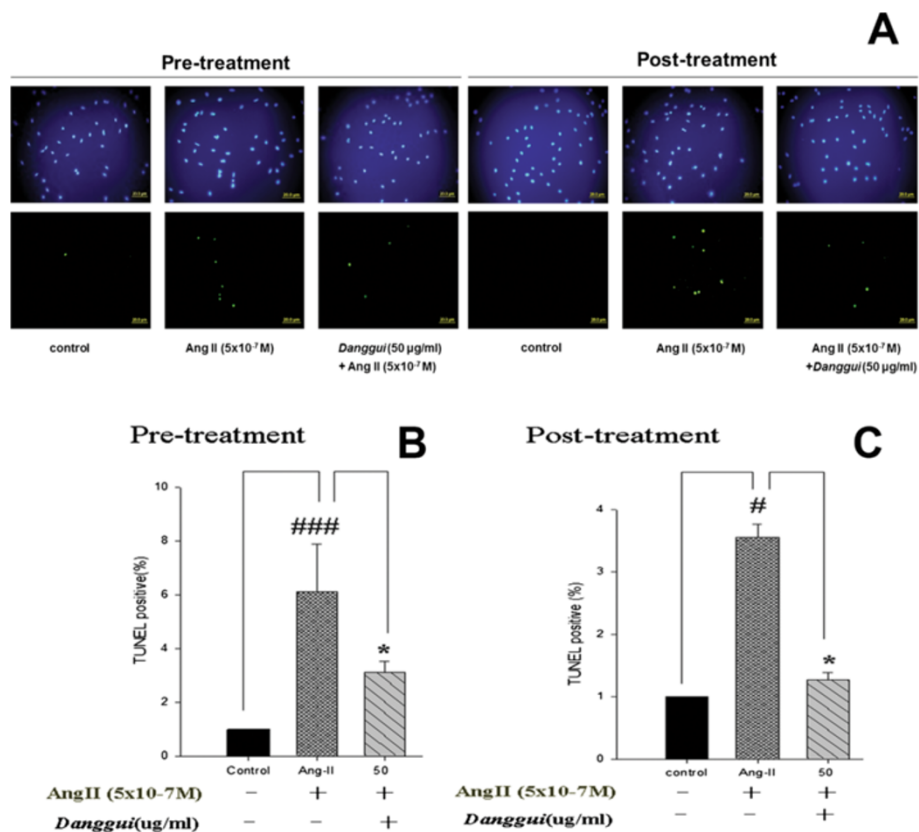 A
Pre-treatment Post-treatment
control Ang II (5x10⁻⁷ M) Danggui (50 µg/ml) control Ang II (5x10⁻⁷ M) Ang II (5x10⁻⁷ M)
+ Ang II (5x10⁻⁷ M) +Danggui (50 µg/ml)
Pre-treatment B
###
*
TUNEL positive(%)
10
8
6
4
2
0
Control Ang-II 50
AngII (5x10-7M) − + +
Danggui(ug/ml) − − +
Post-treatment C
#
*
TUNEL positive (%)
4
3
2
1
0
control Ang-II 50
AngII (5x10-7M) − + +
Danggui(ug/ml) − − +